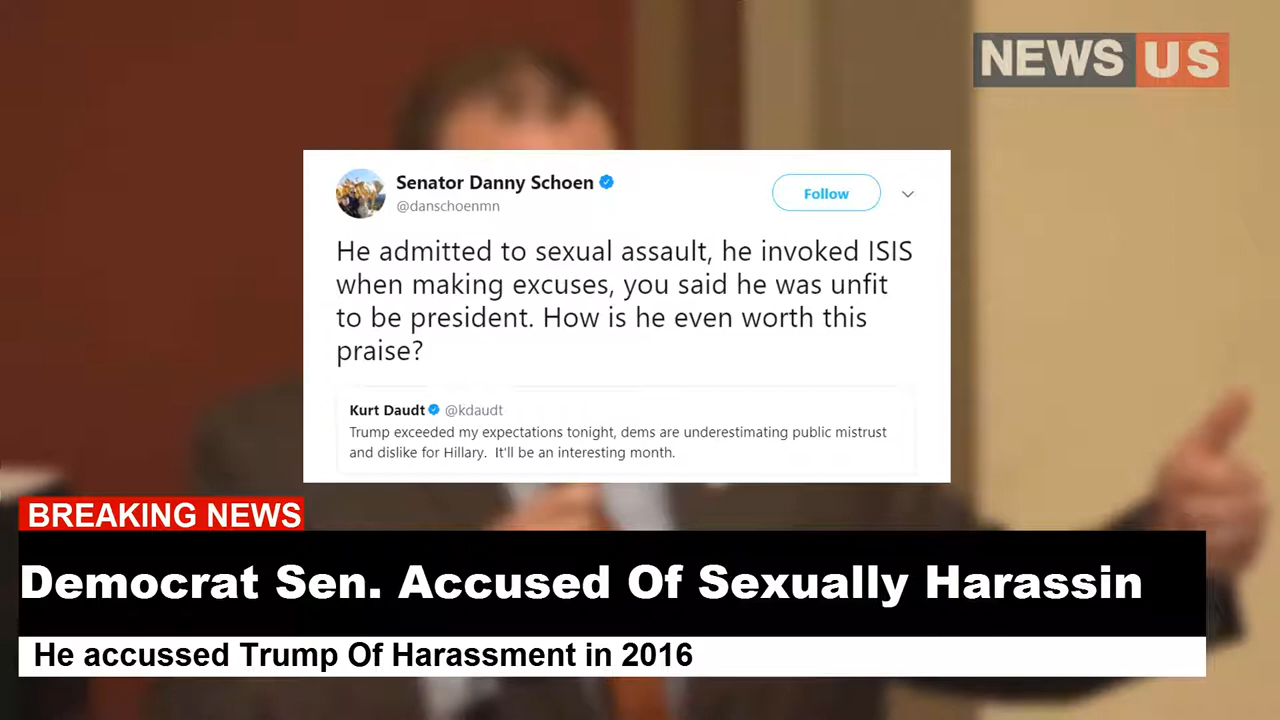 NEWS US
Senator Danny Schoen
@danschoenmn
Follow
He admitted to sexual assault, he invoked ISIS
when making excuses, you said he was unfit
to be president. How is he even worth this
praise?
Kurt Daudt @kdaudt
Trump exceeded my expectations tonight, dems are underestimating public mistrust
and dislike for Hillary. It'll be an interesting month.
BREAKING NEWS
Democrat Sen. Accused Of Sexually Harassin
He accussed Trump Of Harassment in 2016